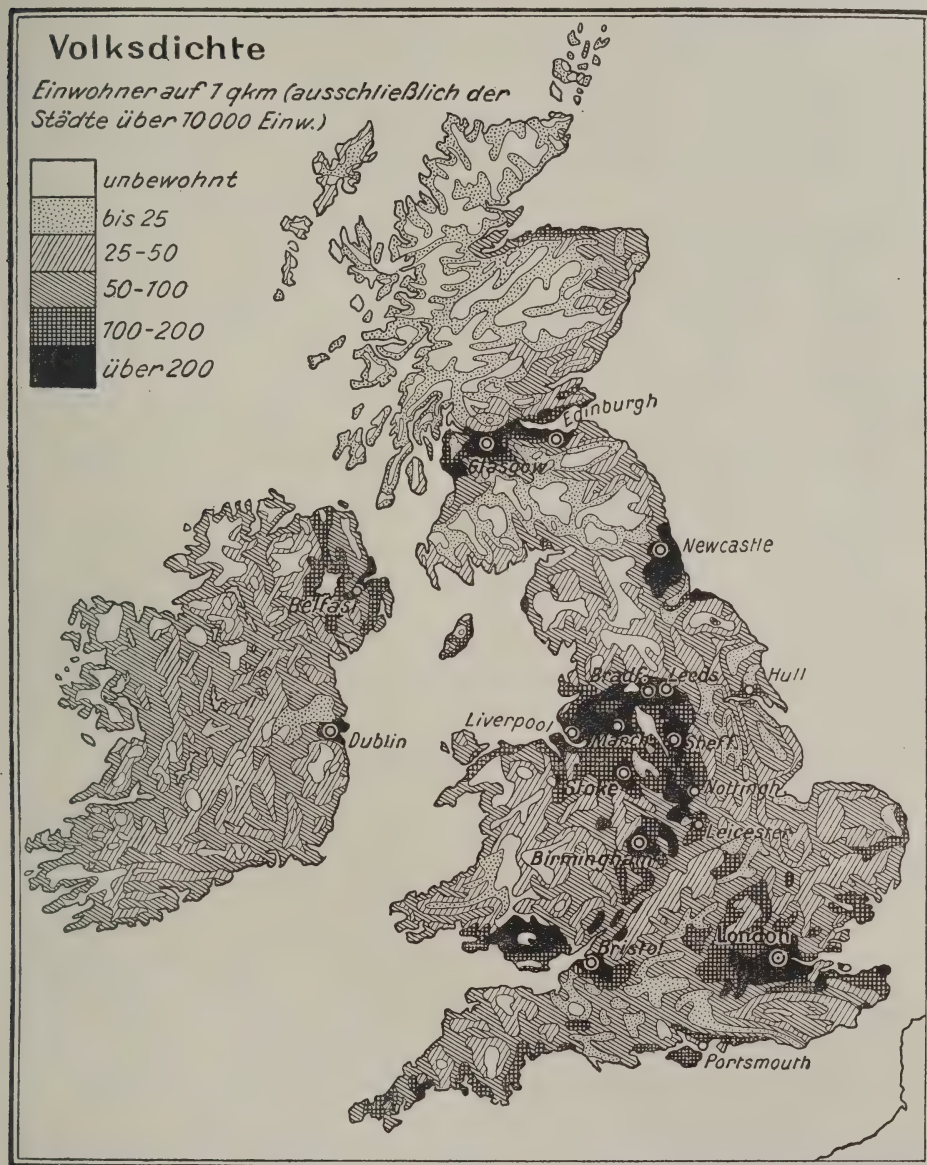 Volksdichte
Einwohner auf 1 qkm (ausschließlich der
Städte über 10000 Einw.)
unbewohnt
bis 25
25-50
50-100
100-200
über 200
Edinburgh
Glasgow
Newcastle
Belfast
Bradf. Leeds
Hull
Liverpool
Dublin
Manch.
Sheff.
Stoke
Nottingh.
Leicester
Birmingham
London
Bristol
Portsmouth